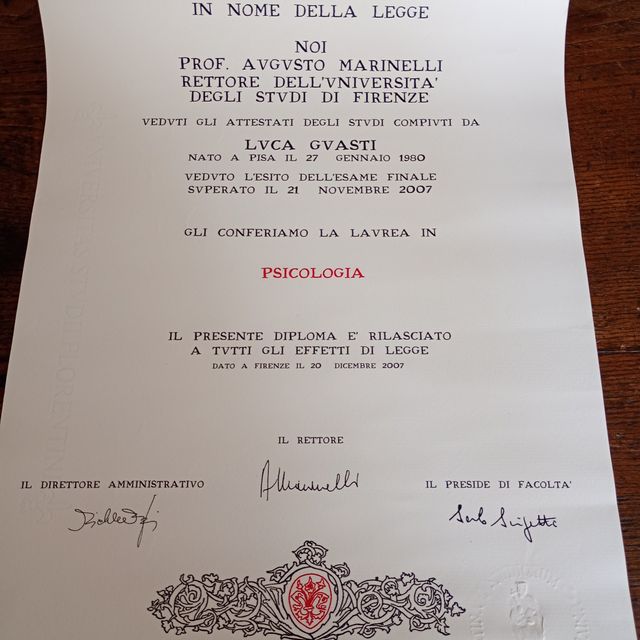 IN NOME DELLA LEGGE
NOI
PROF. AVGVSTO MARINELLI
RETTORE DELL'VNIVERSITA'
DEGLI STVDI DI FIRENZE
VEDVTI GLI ATTESTATI DEGLI STVDI COMPIVTI DA
LVCA GVASTI
NATO A PISA IL 27 GENNAIO 1980
VEDVTO L'ESITO DELL'ESAME FINALE
SVPERATO IL 21 NOVEMBRE 2007
GLI CONFERIAMO LA LAVREA IN
PSICOLOGIA
IL PRESENTE DIPLOMA E' RILASCIATO
A TVTTI GLI EFFETTI DI LEGGE
DATO A FIRENZE IL 20 DICEMBRE 2007
IL RETTORE
IL DIRETTORE AMMINISTRATIVO
IL PRESIDE DI FACOLTA'